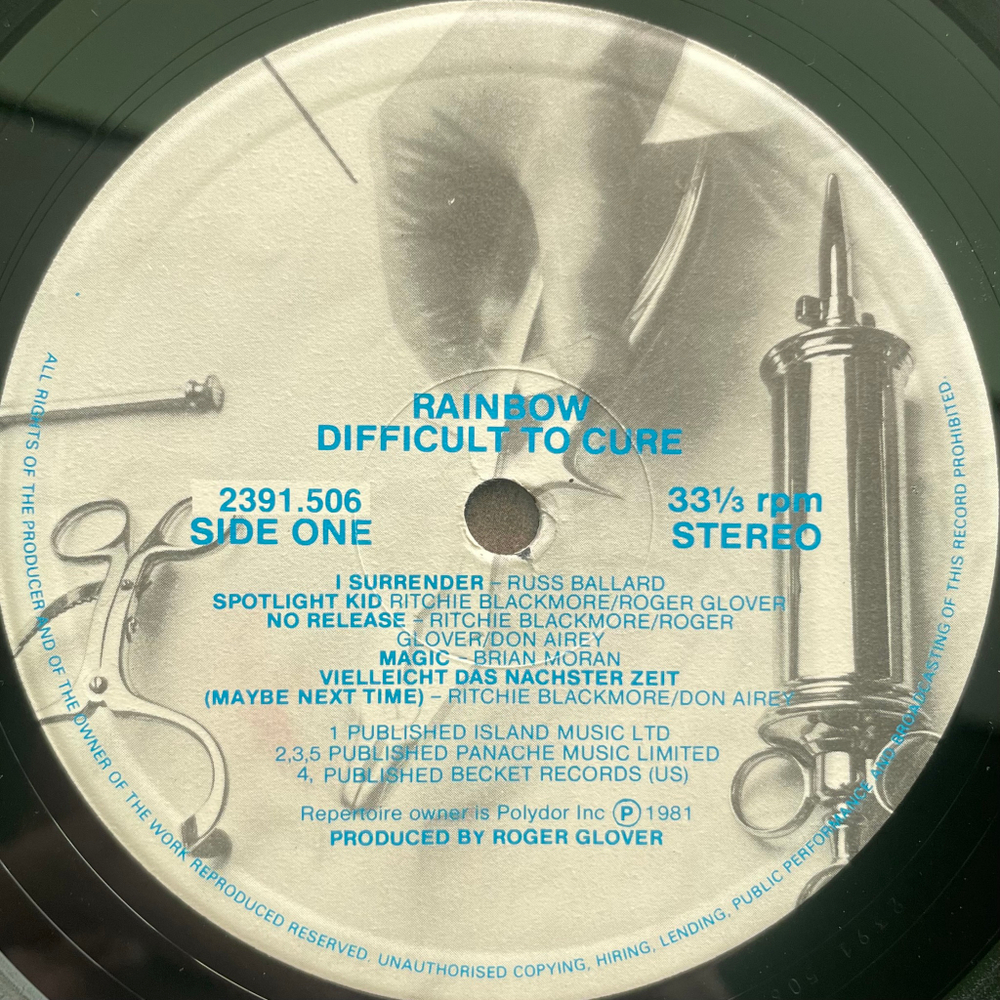 RAINBOW
DIFFICULT TO CURE
2391.506
SIDE ONE
33⅓ rpm
STEREO
I SURRENDER – RUSS BALLARD
SPOTLIGHT KID RITCHIE BLACKMORE/ROGER GLOVER
NO RELEASE – RITCHIE BLACKMORE/ROGER
GLOVER/DON AIREY
MAGIC – BRIAN MORAN
VIELLEICHT DAS NACHSTER ZEIT
(MAYBE NEXT TIME) – RITCHIE BLACKMORE/DON AIREY
1 PUBLISHED ISLAND MUSIC LTD
2,3,5 PUBLISHED PANACHE MUSIC LIMITED
4, PUBLISHED BECKET RECORDS (US)
Repertoire owner is Polydor Inc Ⓟ 1981
PRODUCED BY ROGER GLOVER
ALL RIGHTS OF THE PRODUCER AND OF THE OWNER OF THE WORK REPRODUCED RESERVED. UNAUTHORISED COPYING, HIRING, LENDING, PUBLIC PERFORMANCE AND BROADCASTING OF THIS RECORD PROHIBITED.